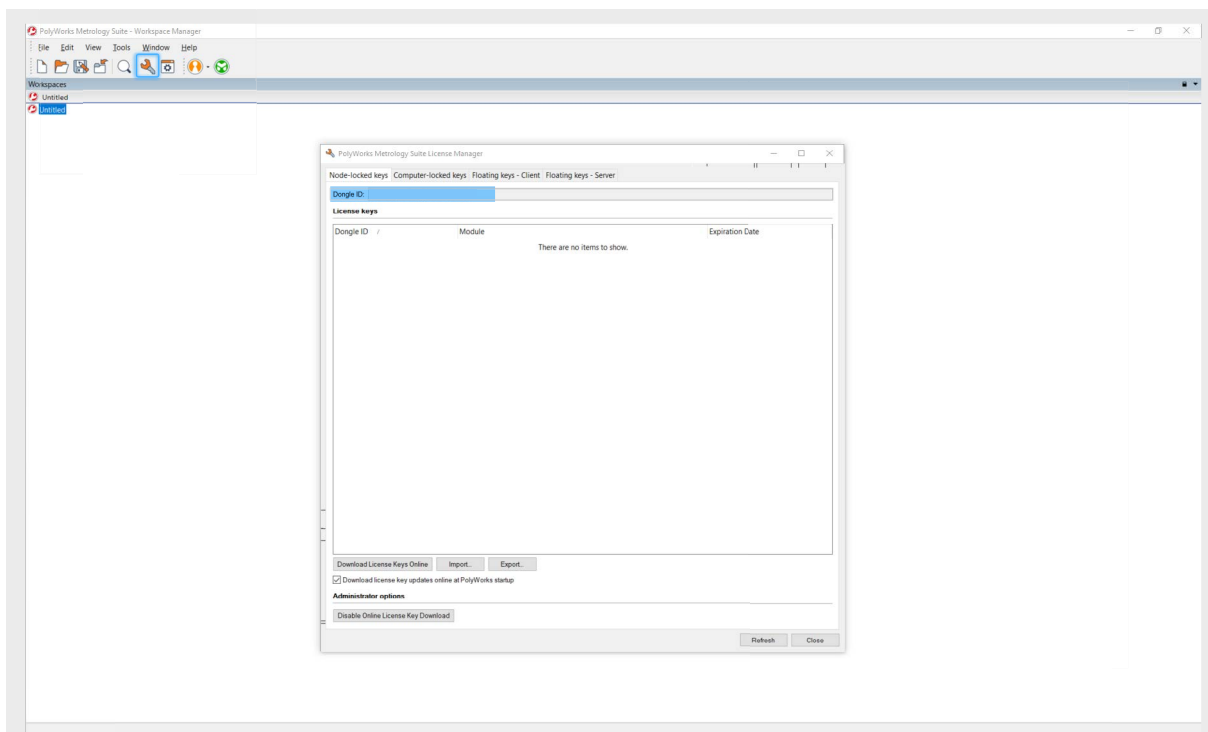 PolyWorks Metrology Suite - Workspace Manager
File Edit View Tools Window Help
Workspaces
Untitled
Untitled
PolyWorks Metrology Suite License Manager
Node-locked keys Computer-locked keys Floating keys - Client Floating keys - Server
Dongle ID:
License keys
Dongle ID / Module Expiration Date
There are no items to show.
Download License Keys Online Import... Export...
Download license key updates online at PolyWorks startup
Administrator options
Disable Online License Key Download
Refresh Close